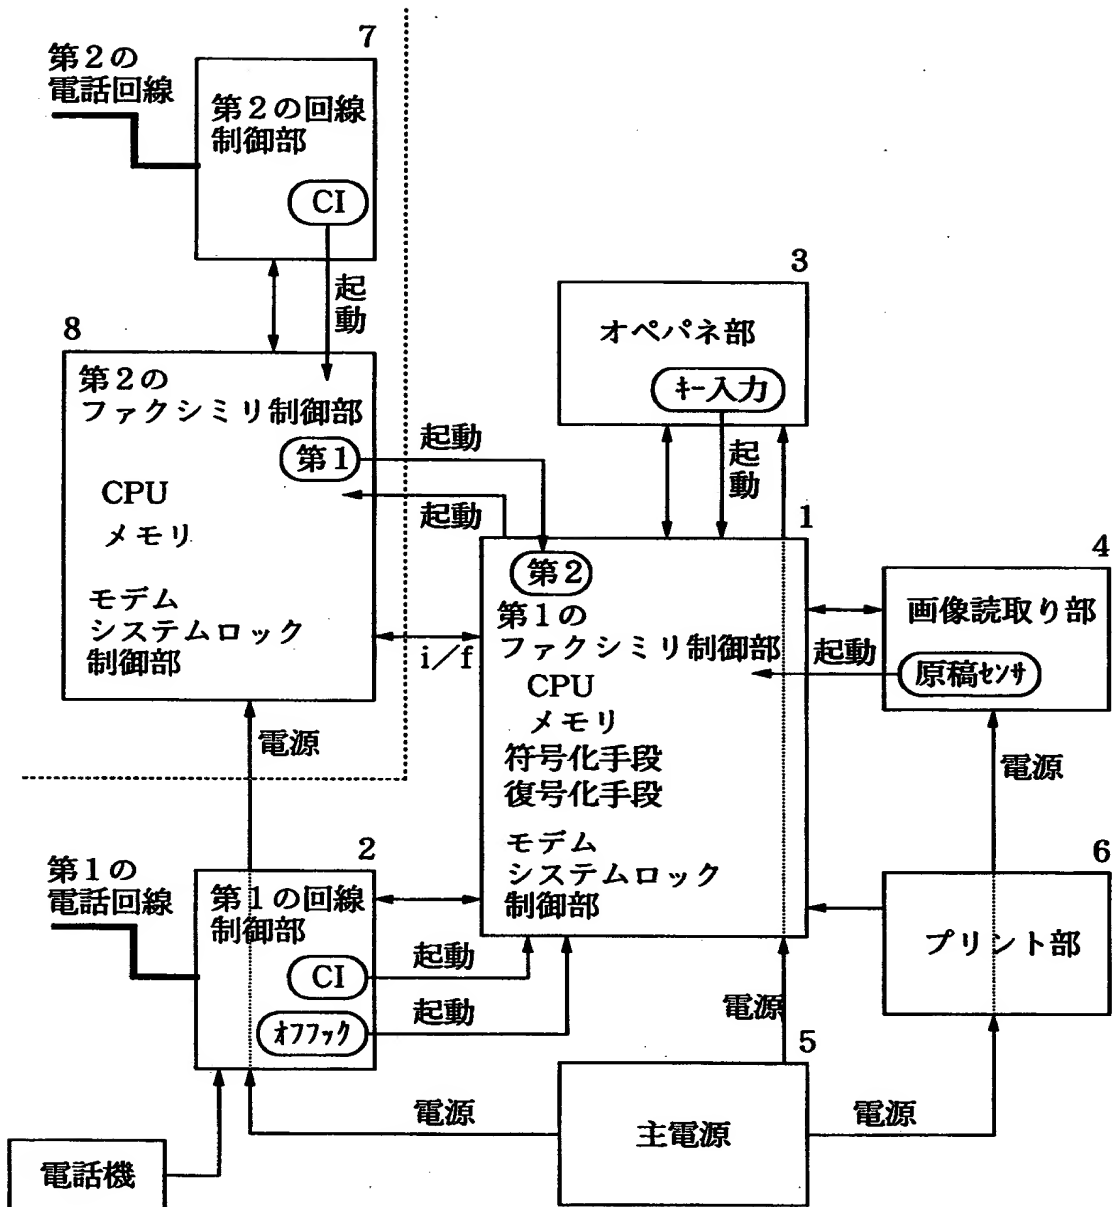 7
第2の
電話回線
第2の回線
制御部
CI
起動
8
第2の
ファクシミリ制御部
第1
CPU
メモリ
モデム
システムロック
制御部
起動
起動
i/f
電源
3
オペパネ部
キー入力
起動
1
第2
第1の
ファクシミリ制御部
CPU
メモリ
符号化手段
復号化手段
モデム
システムロック
制御部
4
画像読取り部
起動
原稿センサ
電源
6
プリント部
第1の
電話回線
2
第1の回線
制御部
CI
起動
オフフック
起動
電源
5
主電源
電源
電源
電話機